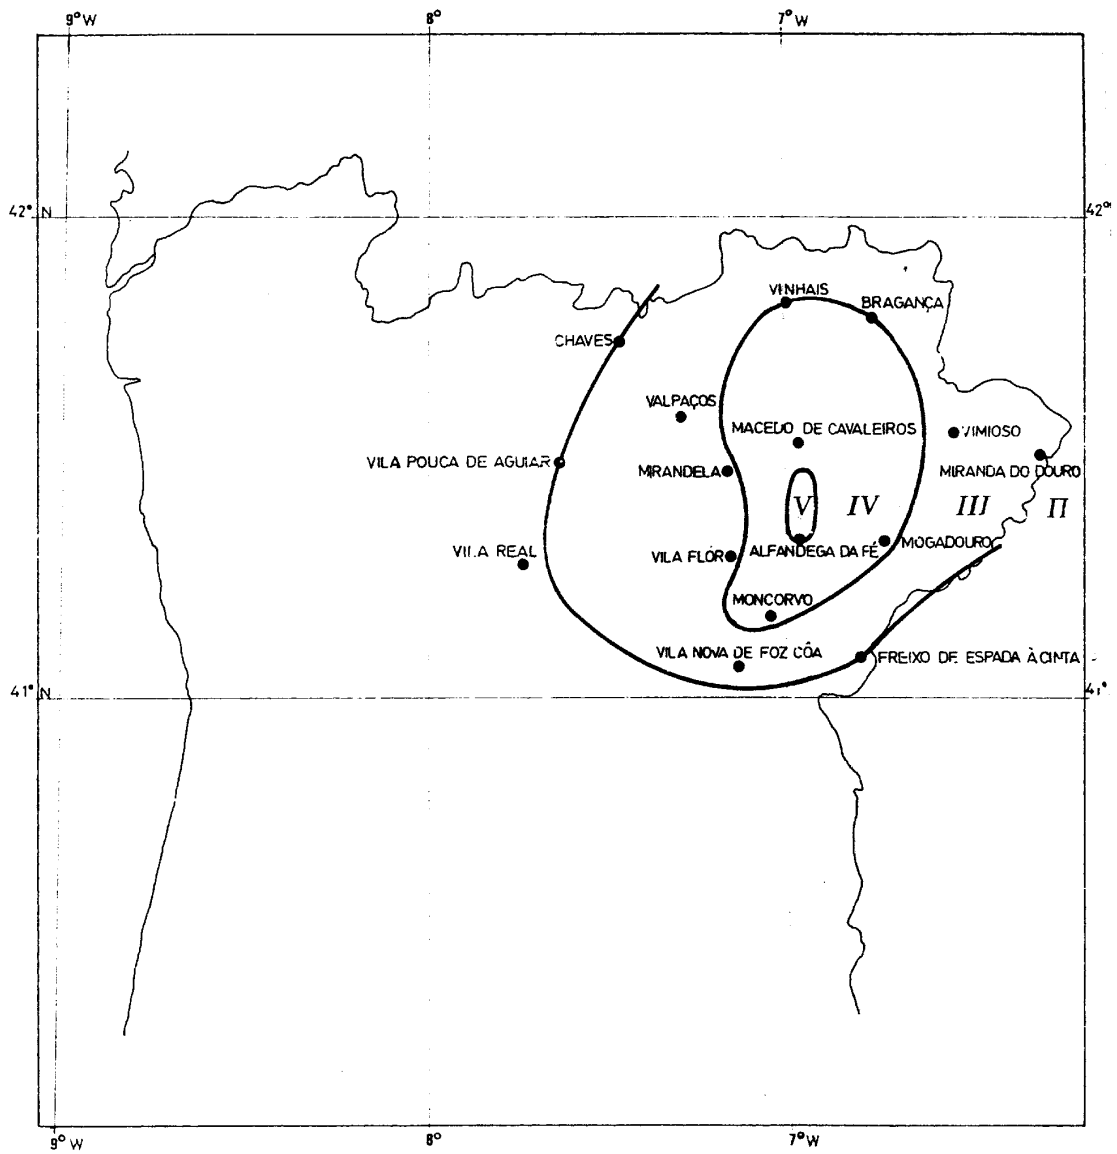 9°W
8°
7°W
42° N
42°
VINHAIS
BRAGANÇA
CHAVES
VALPAÇOS
MACEDO DE CAVALEIROS
VIMIOSO
VILA POUCA DE AGUIAR
MIRANDELA
MIRANDA DO DOURO
V
IV
III
II
VILA REAL
VILA FLOR
ALFANDEGA DA FÉ
MOGADOURO
MONCORVO
VILA NOVA DE FOZ CÔA
FREIXO DE ESPADA À CINTA
41° N
41°
9° W
8°
7°W